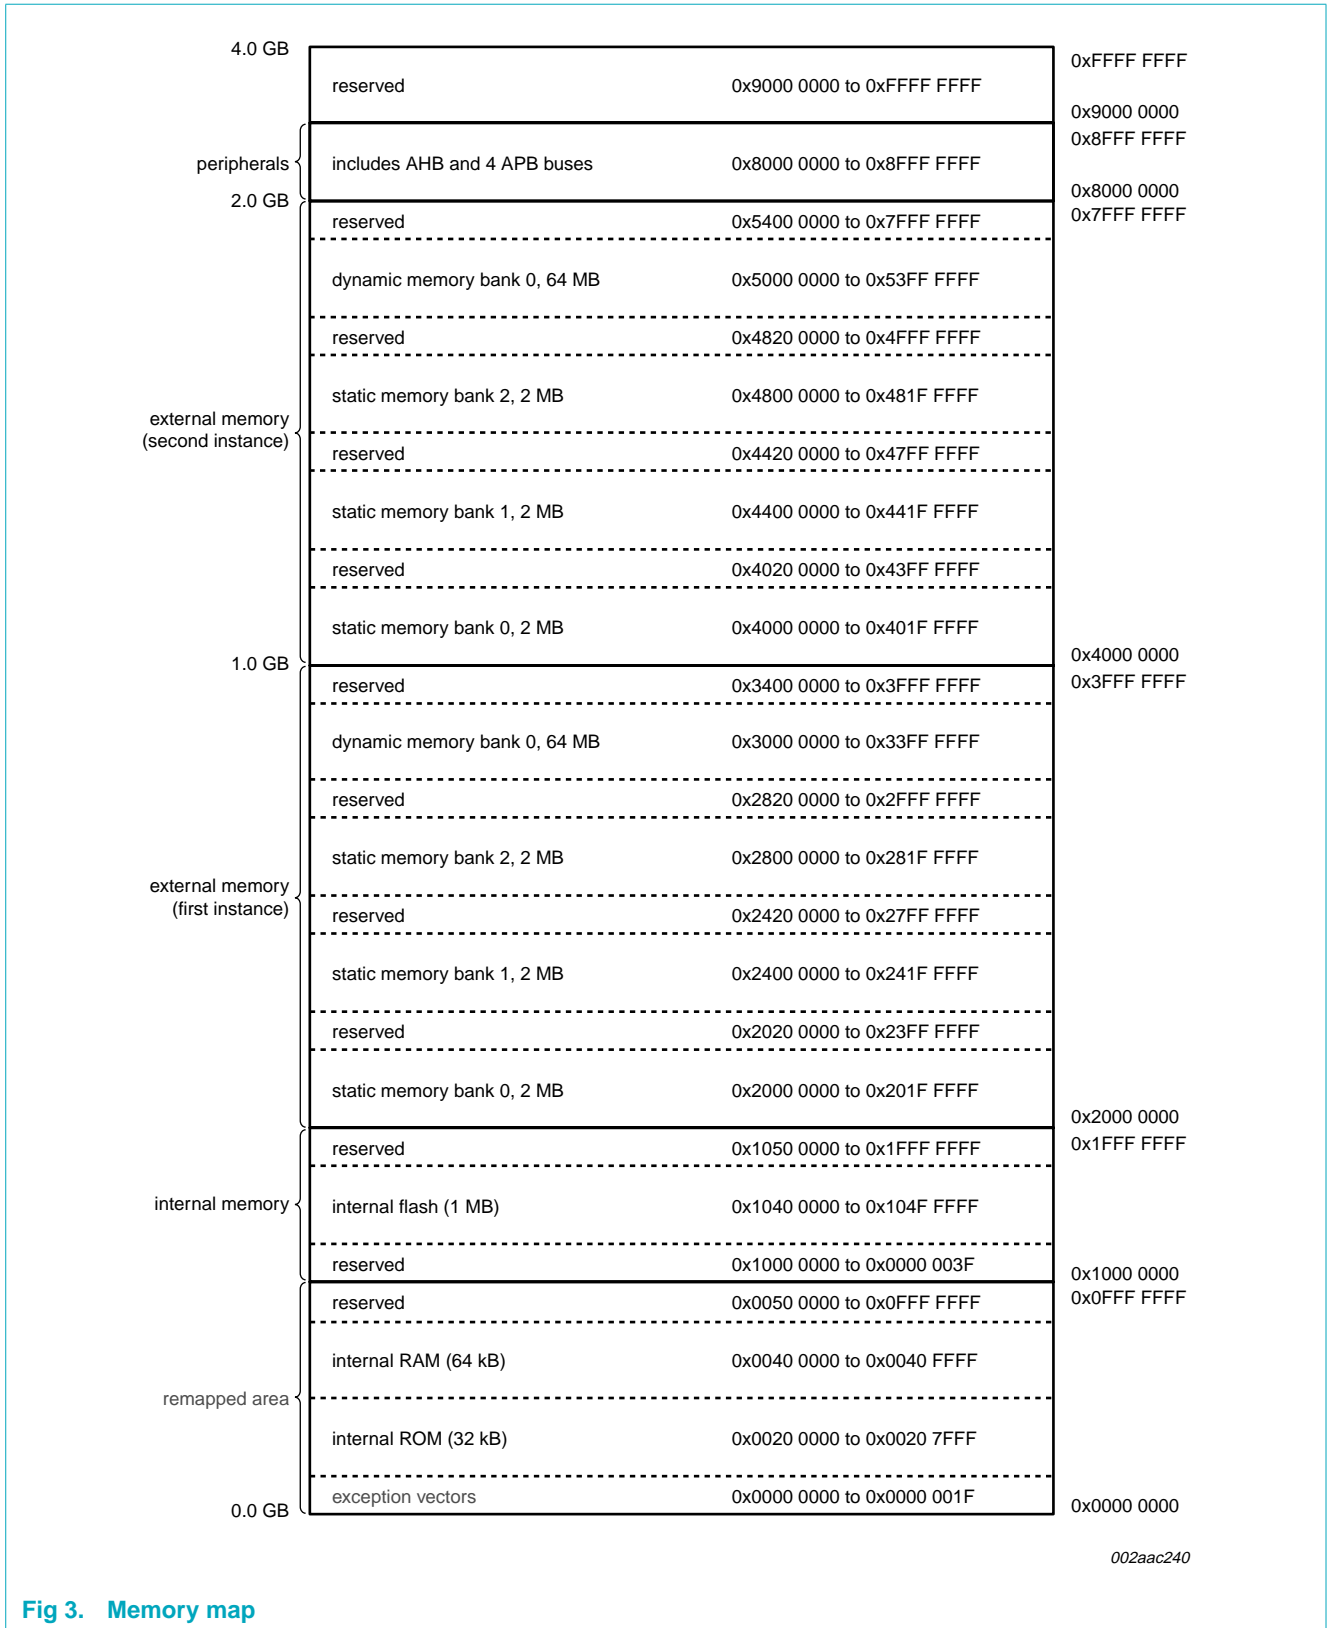 4.0 GB
0xFFFF FFFF
reserved 0x9000 0000 to 0xFFFF FFFF
0x9000 0000
0x8FFF FFFF
peripherals includes AHB and 4 APB buses 0x8000 0000 to 0x8FFF FFFF
0x8000 0000
2.0 GB
0x7FFF FFFF
reserved 0x5400 0000 to 0x7FFF FFFF
dynamic memory bank 0, 64 MB 0x5000 0000 to 0x53FF FFFF
reserved 0x4820 0000 to 0x4FFF FFFF
static memory bank 2, 2 MB 0x4800 0000 to 0x481F FFFF
external memory
(second instance)
reserved 0x4420 0000 to 0x47FF FFFF
static memory bank 1, 2 MB 0x4400 0000 to 0x441F FFFF
reserved 0x4020 0000 to 0x43FF FFFF
static memory bank 0, 2 MB 0x4000 0000 to 0x401F FFFF
0x4000 0000
1.0 GB
0x3FFF FFFF
reserved 0x3400 0000 to 0x3FFF FFFF
dynamic memory bank 0, 64 MB 0x3000 0000 to 0x33FF FFFF
reserved 0x2820 0000 to 0x2FFF FFFF
static memory bank 2, 2 MB 0x2800 0000 to 0x281F FFFF
external memory
(first instance)
reserved 0x2420 0000 to 0x27FF FFFF
static memory bank 1, 2 MB 0x2400 0000 to 0x241F FFFF
reserved 0x2020 0000 to 0x23FF FFFF
static memory bank 0, 2 MB 0x2000 0000 to 0x201F FFFF
0x2000 0000
0x1FFF FFFF
reserved 0x1050 0000 to 0x1FFF FFFF
internal memory internal flash (1 MB) 0x1040 0000 to 0x104F FFFF
reserved 0x1000 0000 to 0x0000 003F
0x1000 0000
0x0FFF FFFF
reserved 0x0050 0000 to 0x0FFF FFFF
internal RAM (64 kB) 0x0040 0000 to 0x0040 FFFF
remapped area
internal ROM (32 kB) 0x0020 0000 to 0x0020 7FFF
exception vectors 0x0000 0000 to 0x0000 001F
0x0000 0000
0.0 GB
002aac240
Fig 3. Memory map